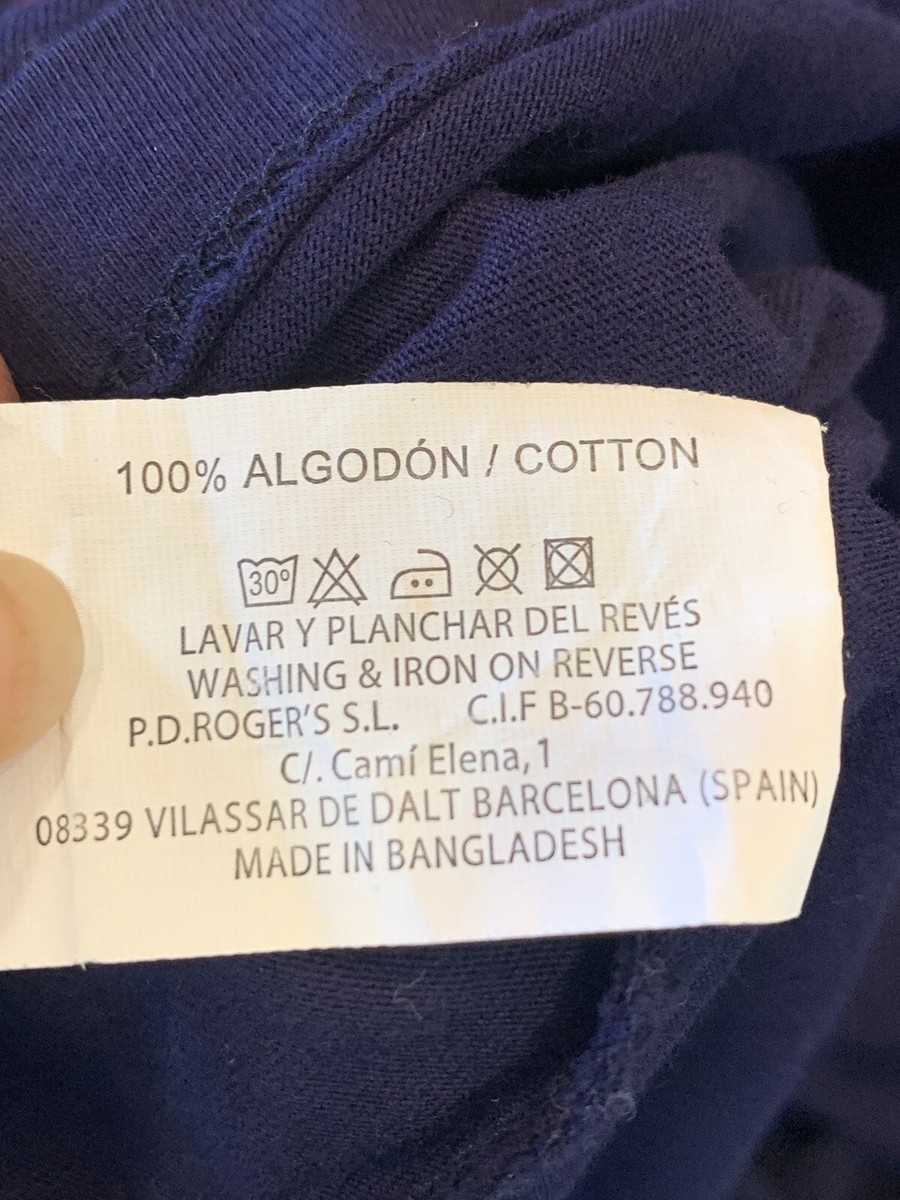 100% ALGODÓN / COTTON
30º
LAVAR Y PLANCHAR DEL REVÉS
WASHING & IRON ON REVERSE
P.D.ROGER'S S.L. C.I.F B-60.788.940
C/. Camí Elena,1
08339 VILASSAR DE DALT BARCELONA (SPAIN)
MADE IN BANGLADESH